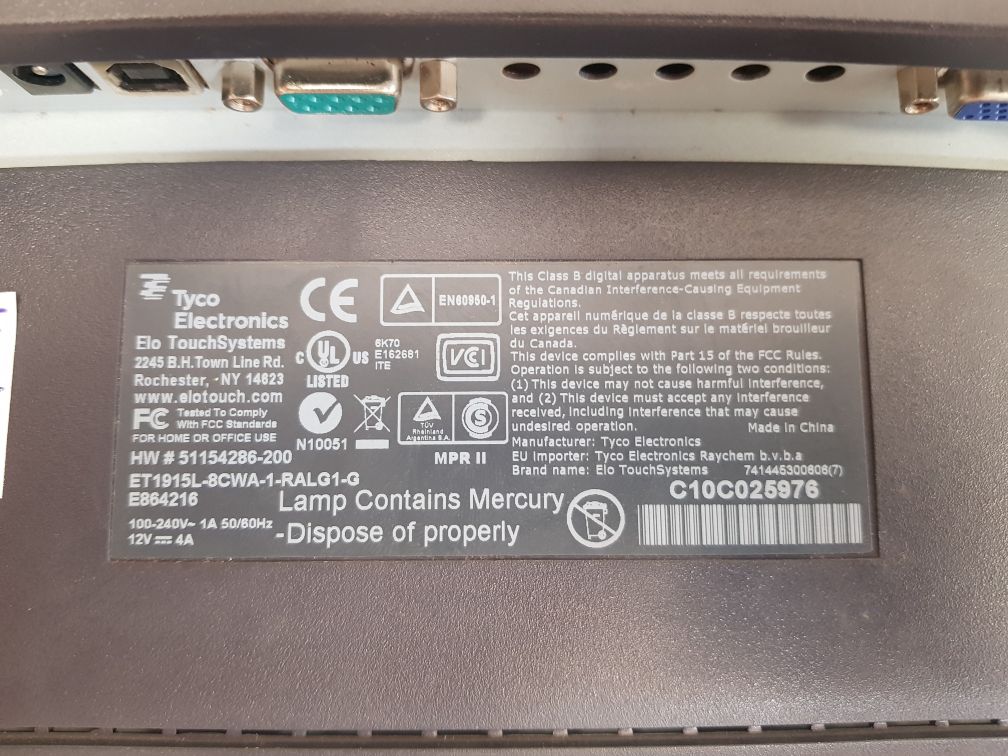 Tyco
Electronics
Elo TouchSystems
2245 B.H.Town Line Rd.
Rochester, NY 14623
www.elotouch.com
FC Tested To Comply
With FCC Standards
FOR HOME OR OFFICE USE
HW # 51154286-200
ET1915L-8CWA-1-RALG1-G
E864216
100-240V~ 1A 50/60Hz
12V ⎓ 4A
CE
EN60950-1
C UL US
LISTED
6K70
E162681
ITE
VCI
N10051
TÜV
Rheinland
Argentina S.A.
S
MPR II
Lamp Contains Mercury
-Dispose of properly
This Class B digital apparatus meets all requirements
of the Canadian Interference-Causing Equipment
Regulations.
Cet appareil numérique de la classe B respecte toutes
les exigences du Règlement sur le matériel brouilleur
du Canada.
This device complies with Part 15 of the FCC Rules.
Operation is subject to the following two conditions:
(1) This device may not cause harmful interference,
and (2) This device must accept any interference
received, including interference that may cause
undesired operation. Made in China
Manufacturer: Tyco Electronics
EU Importer: Tyco Electronics Raychem b.v.b.a
Brand name: Elo TouchSystems 741445300606(7)
C10C025976